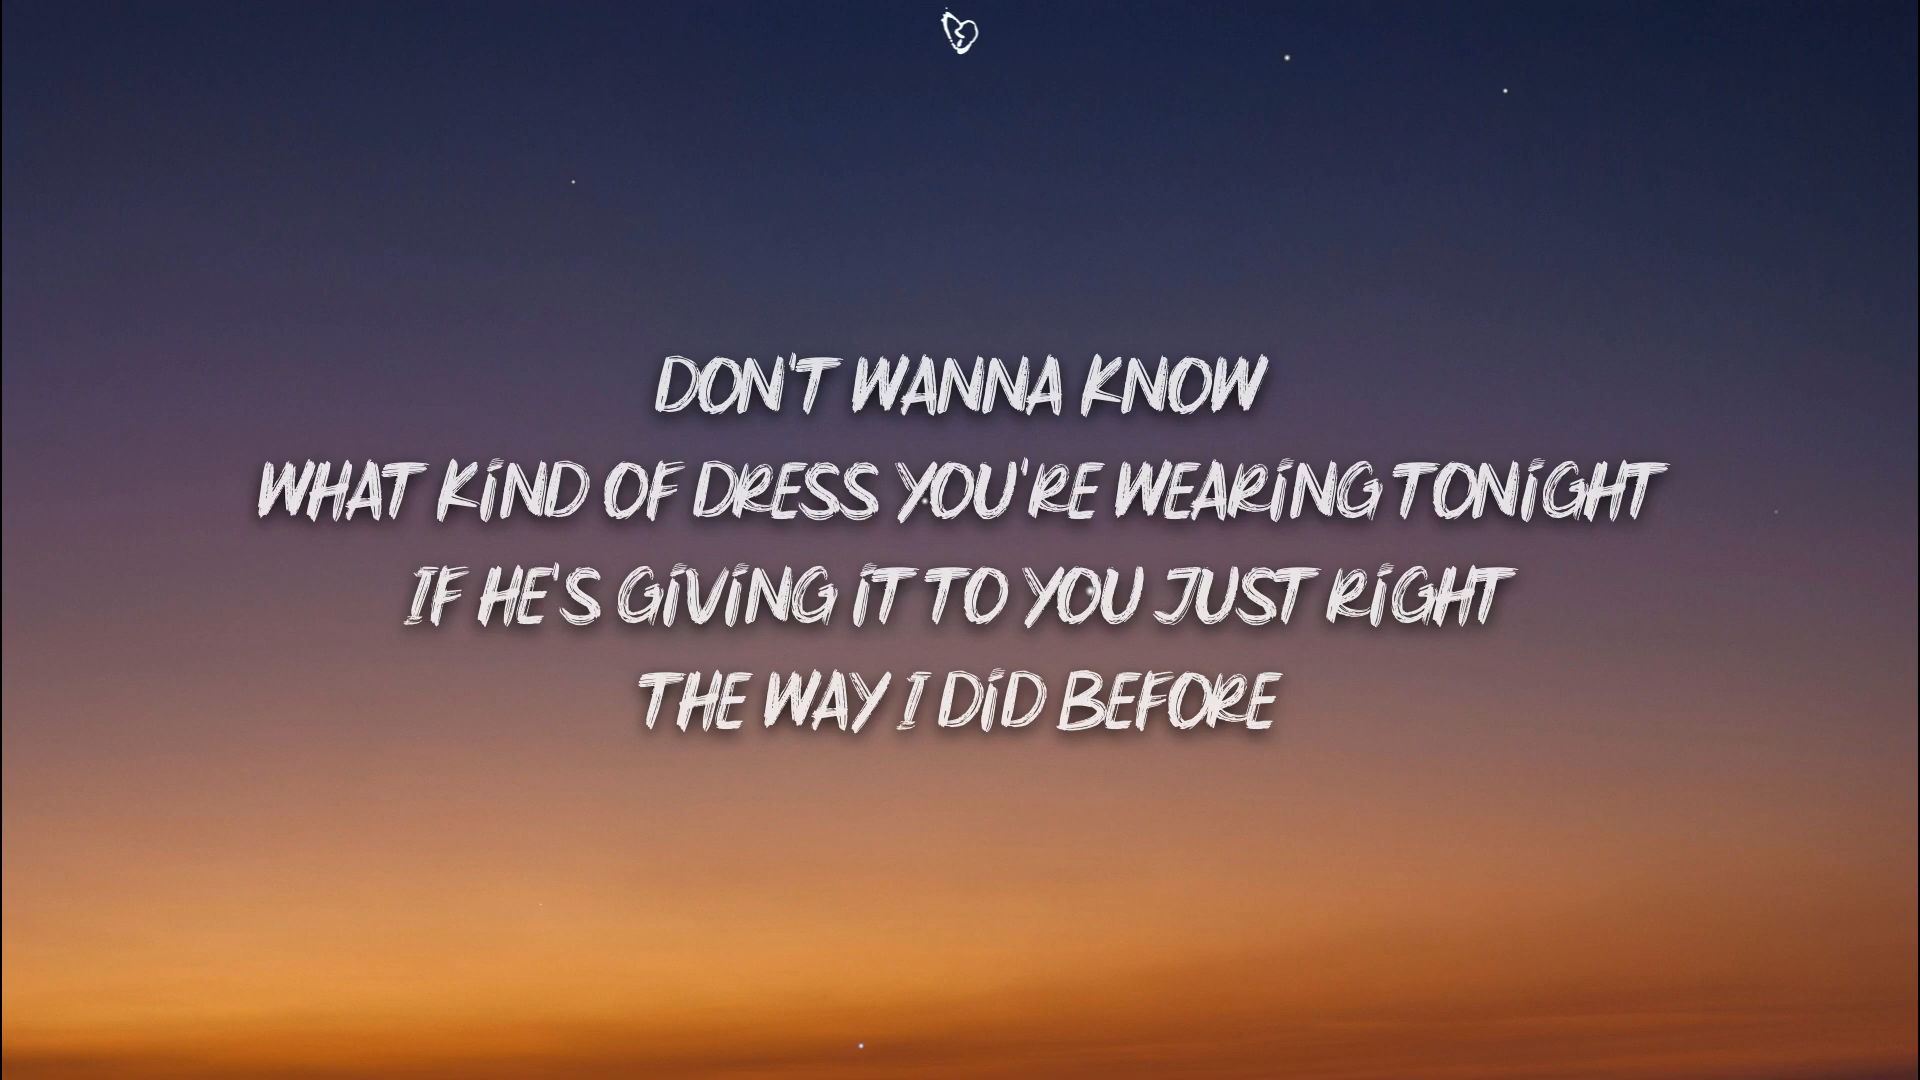 DON'T WANNA KNOW
WHAT KIND OF DRESS YOU'RE WEARING TONIGHT
IF HE'S GIVING IT TO YOU JUST RIGHT
THE WAY I DID BEFORE